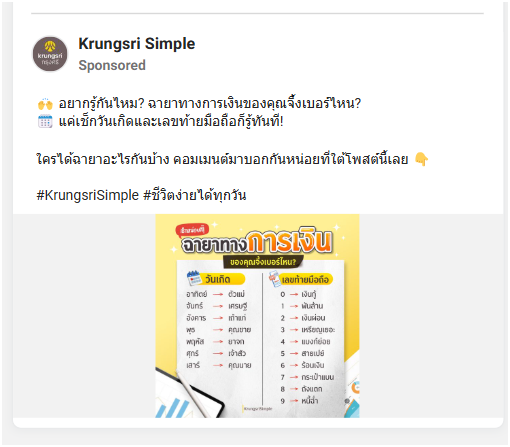 Krungsri Simple
krungsri
กรุงศรี
Sponsored
🙌 อยากรู้กันไหม? ฉายาทางการเงินของคุณจึ้งเบอร์ไหน?
🗓️ แค่เช็กวันเกิดและเลขท้ายมือถือก็รู้ทันที!
ใครได้ฉายาอะไรกันบ้าง คอมเมนต์มาบอกกันหน่อยที่ใต้โพสต์นี้เลย 👇
#KrungsriSimple #ชีวิตง่ายได้ทุกวัน
ฉายาทางการเงิน
ของคุณจึ้งเบอร์ไหน?
วันเกิด
อาทิตย์ → ตัวแม่
จันทร์ → เศรษฐี
อังคาร → เถ้าแก่
พุธ → คุณชาย
พฤหัส → ยาจก
ศุกร์ → เจ้าสัว
เสาร์ → คุณนาย
เลขท้ายมือถือ
0 → เงินกู้
1 → พันล้าน
2 → เงินผ่อน
3 → เหรียญเยอะ
4 → แบงก์ย่อย
5 → สายเปย์
6 → ร้อนเงิน
7 → กระเป๋าแบน
8 → ถังแตก
9 → หนี้ฉ่ำ
Krungsri Simple